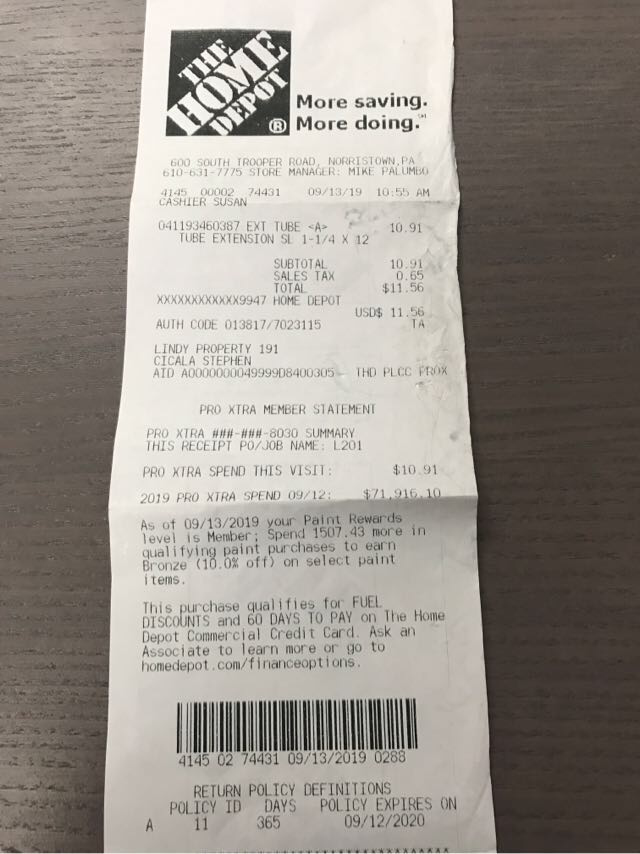 THE
HOME
DEPOT
®
More saving.
More doing.
600 SOUTH TROOPER ROAD, NORRISTOWN,PA
610-631-7775 STORE MANAGER: MIKE PALUMBO
4145 00002 74431 09/13/19 10:55 AM
CASHIER SUSAN
041193460387 EXT TUBE <A> 10.91
TUBE EXTENSION SL 1-1/4 X 12
SUBTOTAL 10.91
SALES TAX 0.65
TOTAL $11.56
XXXXXXXXXXXX9947 HOME DEPOT
USD$ 11.56
AUTH CODE 013817/7023115 TA
LINDY PROPERTY 191
CICALA STEPHEN
AID A0000000049999D8400305 THD PLCC PROX
PRO XTRA MEMBER STATEMENT
PRO XTRA ###-###-8030 SUMMARY
THIS RECEIPT PO/JOB NAME: L201
PRO XTRA SPEND THIS VISIT: $10.91
2019 PRO XTRA SPEND 09/12: $71,916.10
As of 09/13/2019 your Paint Rewards
level is Member; Spend 1507.43 more in
qualifying paint purchases to earn
Bronze (10.0% off) on select paint
items.
This purchase qualifies for FUEL
DISCOUNTS and 60 DAYS TO PAY on The Home
Depot Commercial Credit Card. Ask an
Associate to learn more or go to
homedepot.com/financeoptions.
4145 02 74431 09/13/2019 0288
RETURN POLICY DEFINITIONS
POLICY ID DAYS POLICY EXPIRES ON
A 11 365 09/12/2020